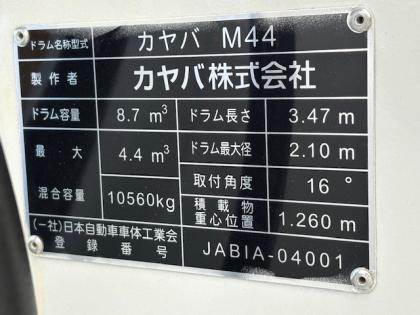 ドラム名称型式 カヤバ M44
製作者 カヤバ株式会社
ドラム容量 8.7 m³ ドラム長さ 3.47 m
最大混合容量 4.4 m³ ドラム最大径 2.10 m
10560kg 取付角度 16 °
積載物重心位置 1.260 m
(一社)日本自動車車体工業会
登録番号 JABIA-04001